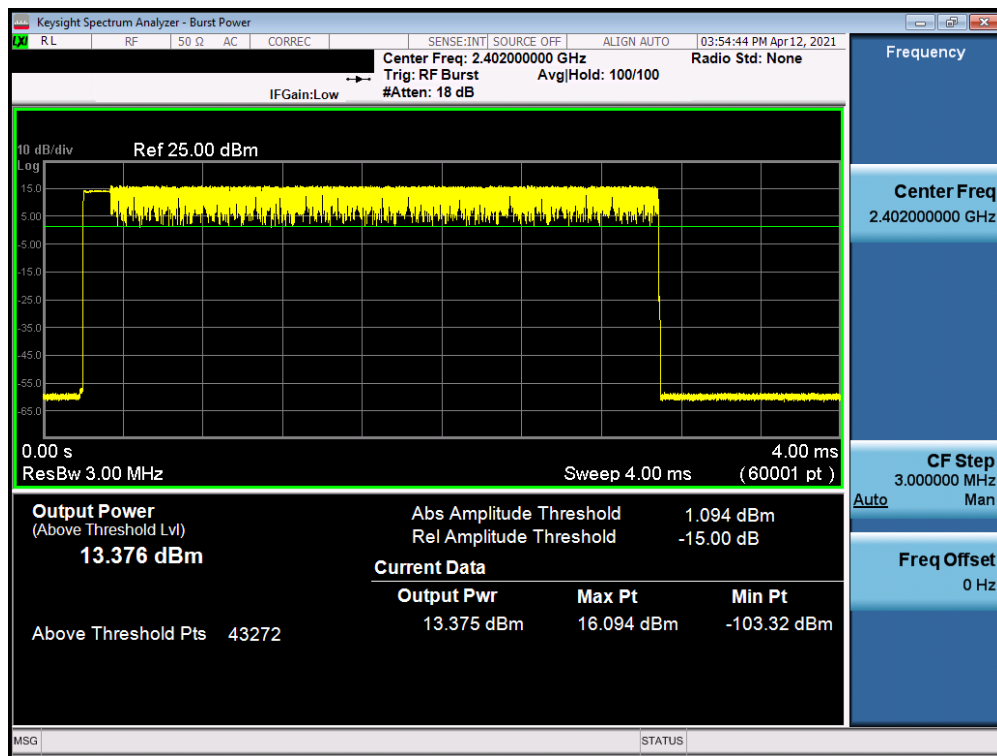 Keysight Spectrum Analyzer - Burst Power
LXI RL RF 50 Ω AC CORREC SENSE:INT SOURCE OFF ALIGN AUTO 03:54:44 PM Apr 12, 2021
Center Freq: 2.402000000 GHz Radio Std: None
Trig: RF Burst Avg|Hold: 100/100
IFGain:Low #Atten: 18 dB
10 dB/div Ref 25.00 dBm
Log
15.0
5.00
-5.00
-15.0
-25.0
-35.0
-45.0
-55.0
-65.0
0.00 s 4.00 ms
ResBw 3.00 MHz Sweep 4.00 ms (60001 pt)
Output Power
(Above Threshold Lvl)
13.376 dBm
Above Threshold Pts 43272
Abs Amplitude Threshold 1.094 dBm
Rel Amplitude Threshold -15.00 dB
Current Data
Output Pwr Max Pt Min Pt
13.375 dBm 16.094 dBm -103.32 dBm
Frequency
Center Freq
2.402000000 GHz
CF Step
3.000000 MHz
Auto Man
Freq Offset
0 Hz
MSG STATUS